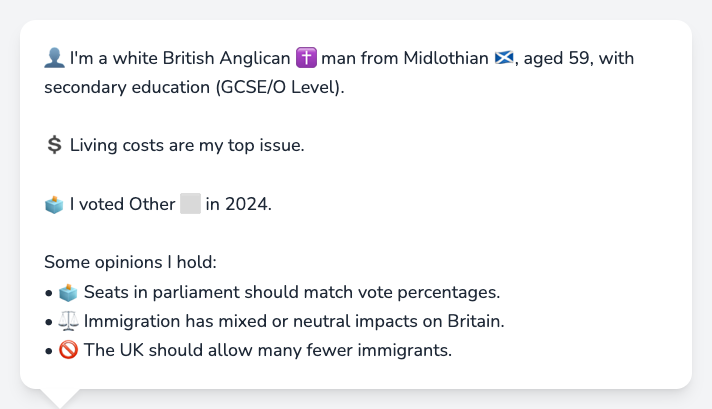 👤 I'm a white British Anglican ✝️ man from Midlothian 🏴󠁧󠁢󠁳󠁣󠁴󠁿, aged 59, with
secondary education (GCSE/O Level).
💲 Living costs are my top issue.
🗳️ I voted Other ⬜ in 2024.
Some opinions I hold:
• 🗳️ Seats in parliament should match vote percentages.
• ⚖️ Immigration has mixed or neutral impacts on Britain.
• 🚫 The UK should allow many fewer immigrants.